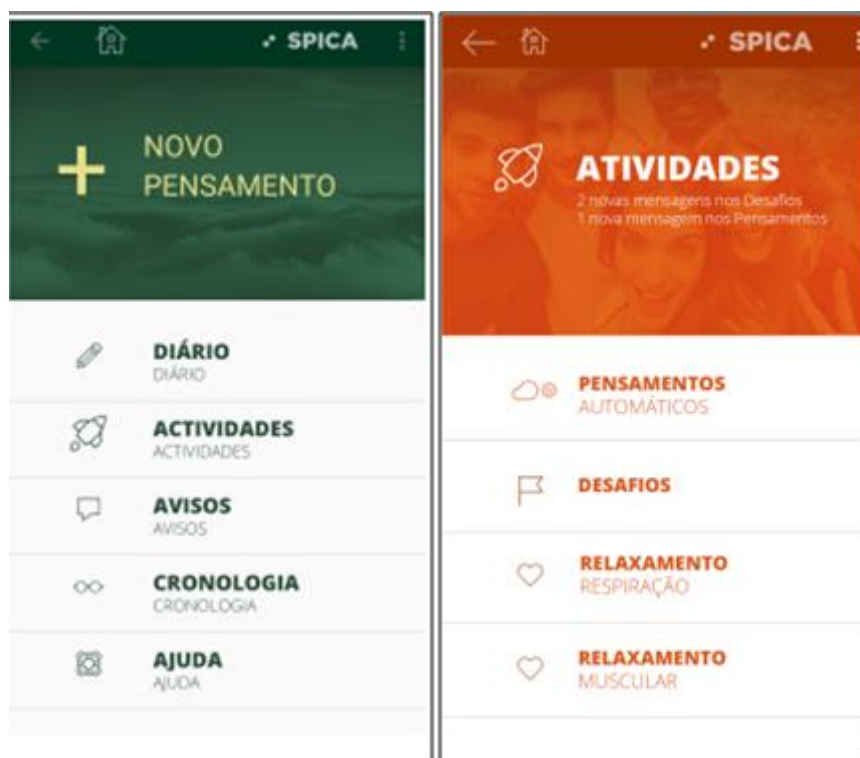 SPICA
NOVO
PENSAMENTO
DIÁRIO
DIÁRIO
ACTIVIDADES
ACTIVIDADES
AVISOS
AVISOS
CRONOLOGIA
CRONOLOGIA
AJUDA
AJUDA
SPICA
ATIVIDADES
2 novas mensagens nos Desafios
1 nova mensagem nos Pensamentos
PENSAMENTOS
AUTOMÁTICOS
DESAFIOS
RELAXAMENTO
RESPIRAÇÃO
RELAXAMENTO
MUSCULAR